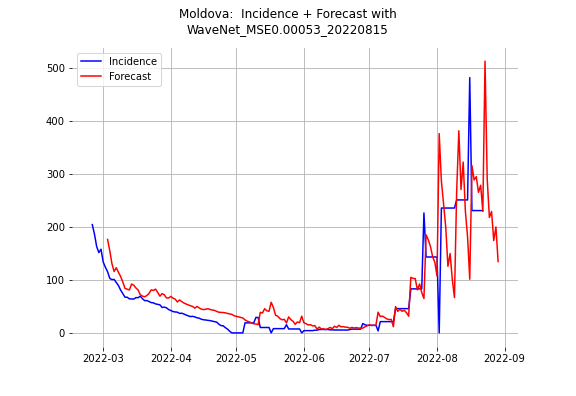 Moldova:  Incidence + Forecast with
WaveNet_MSE0.00053_20220815
Incidence
Forecast
500
400
300
200
100
0
2022-03 2022-04 2022-05 2022-06 2022-07 2022-08 2022-09